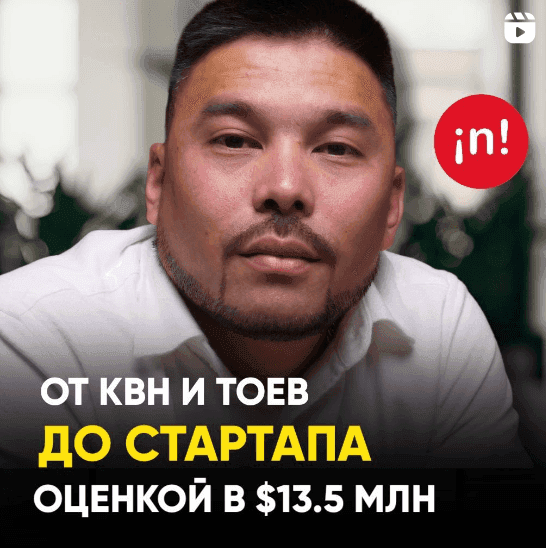 ¡n!
ОТ КВН И ТОЕВ
ДО СТАРТАПА
ОЦЕНКОЙ В $13.5 МЛН